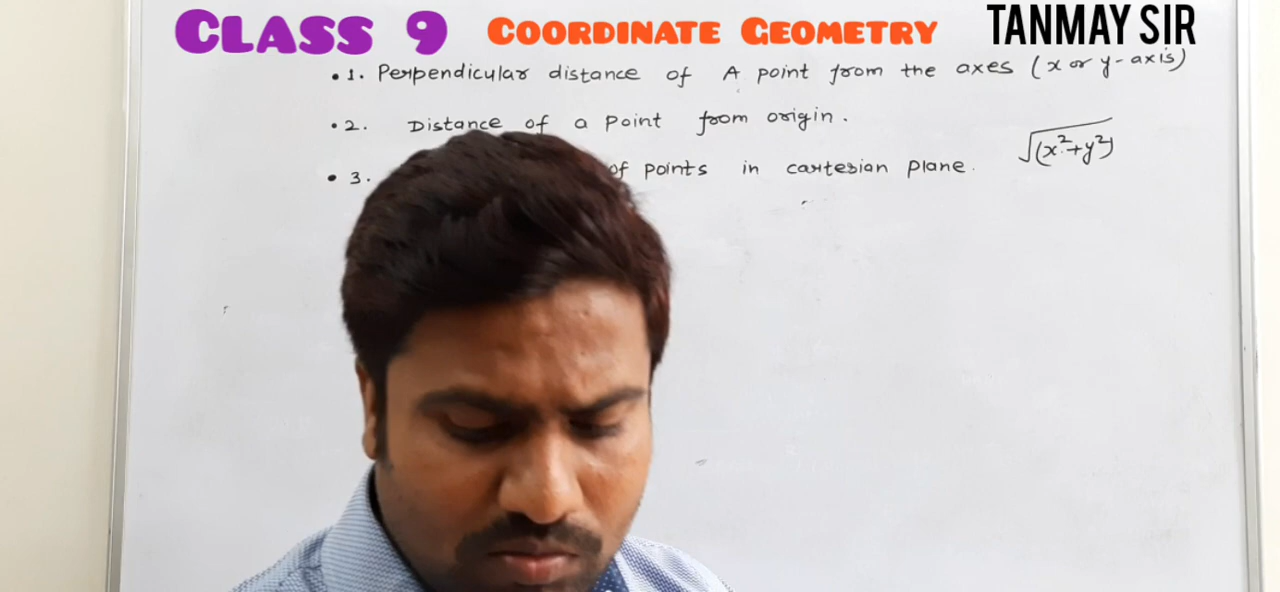 CLASS 9 COORDINATE GEOMETRY TANMAY SIR
• 1. Perpendicular distance of A point from the axes (x or y-axis)
• 2. Distance of a point from origin.
√(x²+y²)
• 3. of points in cartesian plane.